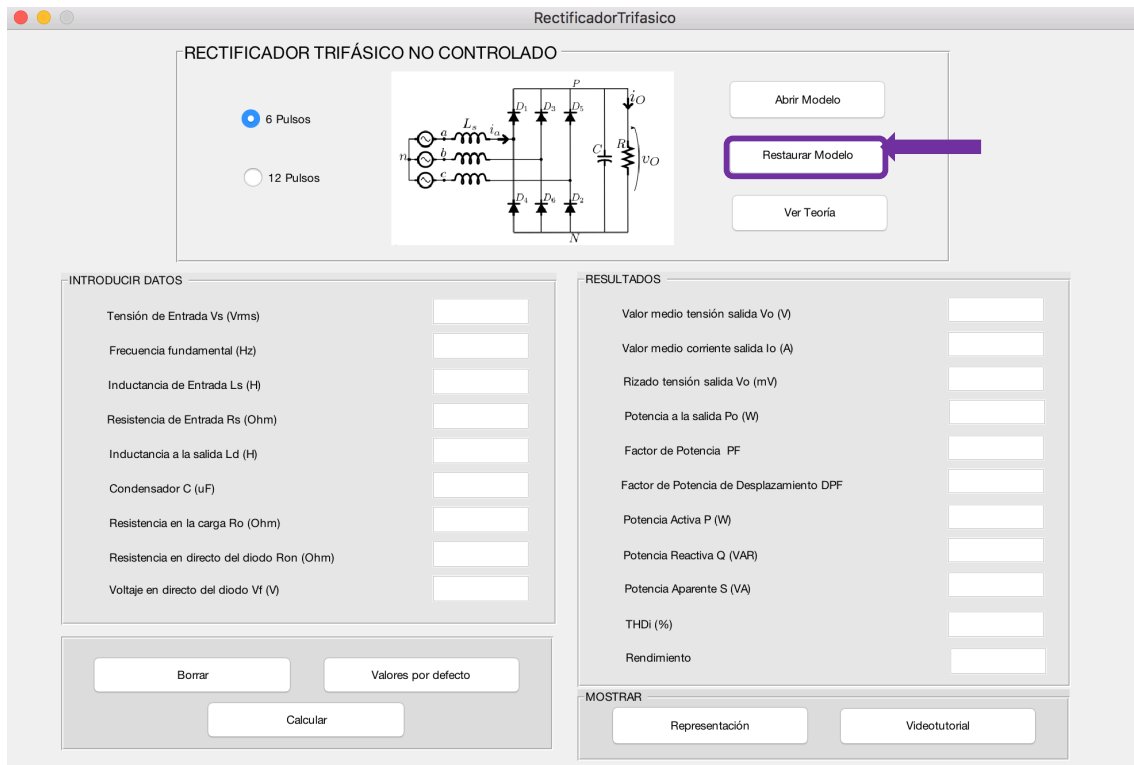 RectificadorTrifasico
RECTIFICADOR TRIFÁSICO NO CONTROLADO
6 Pulsos
12 Pulsos
P
D1 D3 D5
iO
Ls
ia
a
n b
c
C R vO
D4 D6 D2
N
Abrir Modelo
Restaurar Modelo
Ver Teoría
INTRODUCIR DATOS
Tensión de Entrada Vs (Vrms)
Frecuencia fundamental (Hz)
Inductancia de Entrada Ls (H)
Resistencia de Entrada Rs (Ohm)
Inductancia a la salida Ld (H)
Condensador C (uF)
Resistencia en la carga Ro (Ohm)
Resistencia en directo del diodo Ron (Ohm)
Voltaje en directo del diodo Vf (V)
Borrar
Valores por defecto
Calcular
RESULTADOS
Valor medio tensión salida Vo (V)
Valor medio corriente salida Io (A)
Rizado tensión salida Vo (mV)
Potencia a la salida Po (W)
Factor de Potencia PF
Factor de Potencia de Desplazamiento DPF
Potencia Activa P (W)
Potencia Reactiva Q (VAR)
Potencia Aparente S (VA)
THDi (%)
Rendimiento
MOSTRAR
Representación
Videotutorial